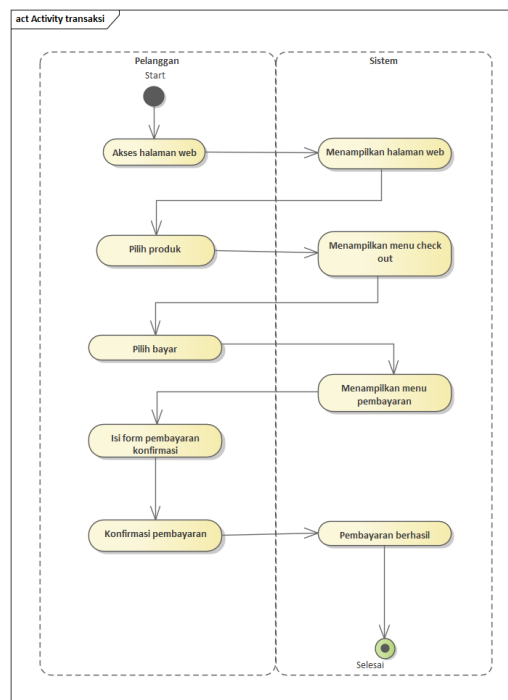 act Activity transaksi
Pelanggan
Sistem
Start
Akses halaman web
Menampilkan halaman web
Pilih produk
Menampilkan menu check
out
Pilih bayar
Menampilkan menu
pembayaran
Isi form pembayaran
konfirmasi
Konfirmasi pembayaran
Pembayaran berhasil
Selesai